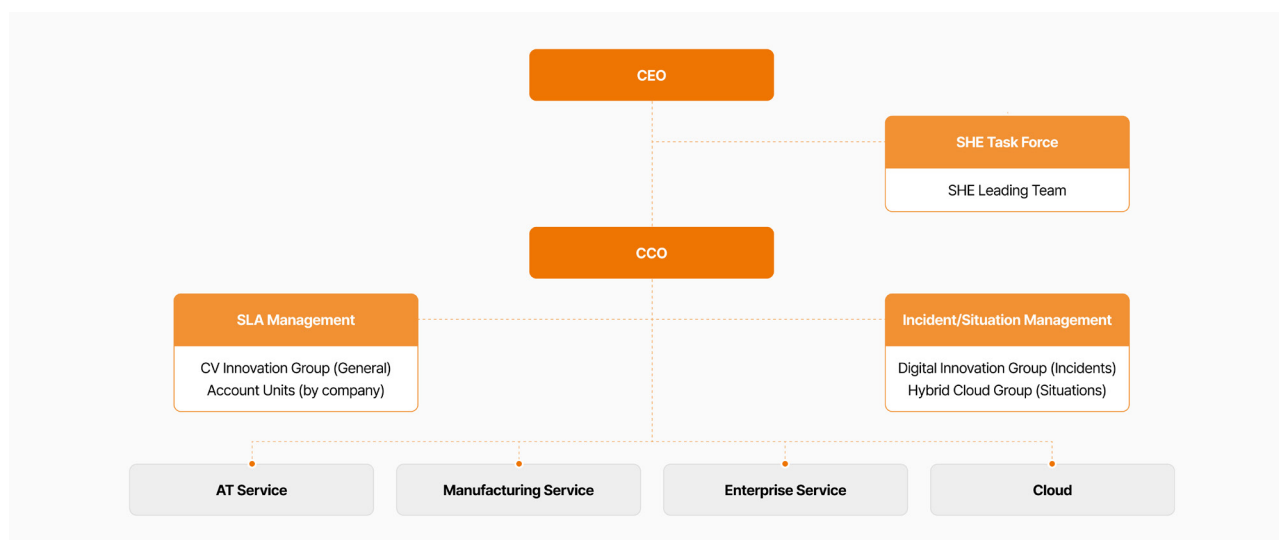 CEO
SHE Task Force
SHE Leading Team
CCO
SLA Management
CV Innovation Group (General)
Account Units (by company)
Incident/Situation Management
Digital Innovation Group (Incidents)
Hybrid Cloud Group (Situations)
AT Service
Manufacturing Service
Enterprise Service
Cloud